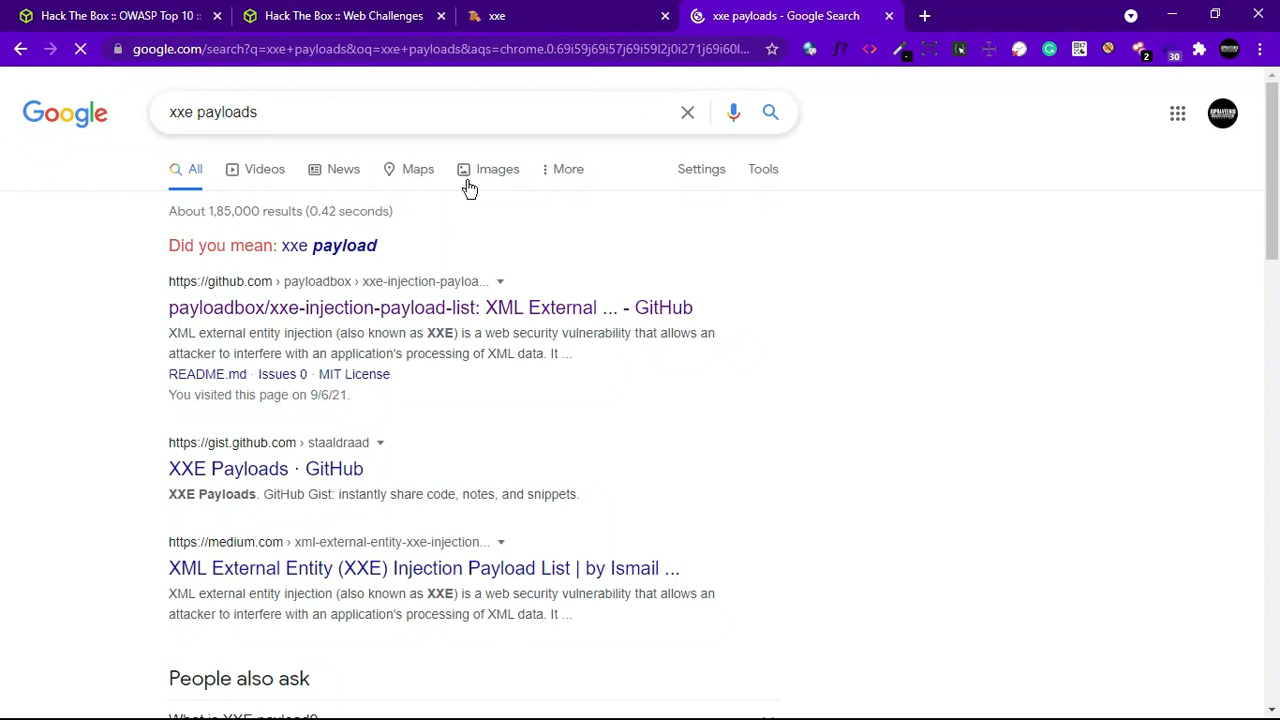 Hack The Box :: OWASP Top 10 ::
Hack The Box :: Web Challenges
xxe
xxe payloads - Google Search
google.com/search?q=xxe+payloads&oq=xxe+payloads&aqs=chrome.0.69i59j69i57j69i59l2j0i271j69i60l...
2
30
Google
xxe payloads
All
Videos
News
Maps
Images
More
Settings
Tools
About 1,85,000 results (0.42 seconds)
Did you mean: xxe payload
https://github.com › payloadbox › xxe-injection-payloa...
payloadbox/xxe-injection-payload-list: XML External ... - GitHub
XML external entity injection (also known as XXE) is a web security vulnerability that allows an
attacker to interfere with an application's processing of XML data. It ...
README.md · Issues 0 · MIT License
You visited this page on 9/6/21.
https://gist.github.com › staaldraad
XXE Payloads · GitHub
XXE Payloads. GitHub Gist: instantly share code, notes, and snippets.
https://medium.com › xml-external-entity-xxe-injection...
XML External Entity (XXE) Injection Payload List | by Ismail ...
XML external entity injection (also known as XXE) is a web security vulnerability that allows an
attacker to interfere with an application's processing of XML data. It ...
People also ask
What is XXE payload?